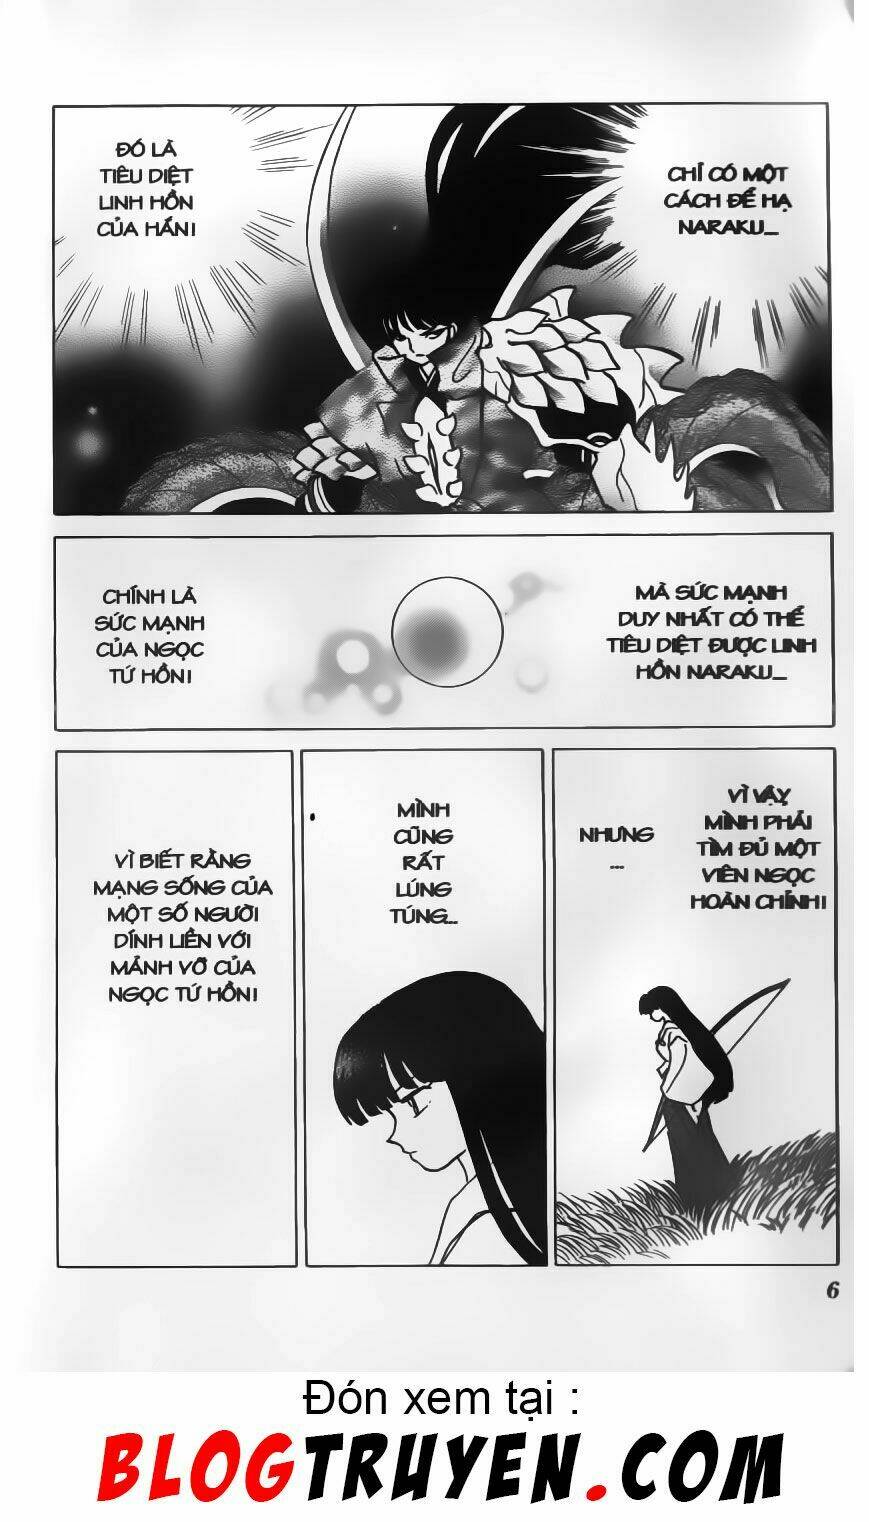 CHỈ CÓ MỘT
CÁCH ĐỂ HẠ
NARAKU...
ĐÓ LÀ
TIÊU DIỆT
LINH HỒN
CỦA HẮN!
MÀ SỨC MẠNH
DUY NHẤT CÓ THỂ
TIÊU DIỆT ĐƯỢC LINH
HỒN NARAKU...
CHÍNH LÀ
SỨC MẠNH
CỦA NGỌC
TỨ HỒN!
VÌ VẬY,
MÌNH PHẢI
TÌM ĐỦ MỘT
VIÊN NGỌC
HOÀN CHỈNH!
NHƯNG
...
MÌNH
CŨNG
RẤT
LÚNG
TÚNG...
VÌ BIẾT RẰNG
MẠNG SỐNG CỦA
MỘT SỐ NGƯỜI
DÍNH LIỀN VỚI
MẢNH VỠ CỦA
NGỌC TỨ HỒN!
6
Đón xem tại :
BLOGTRUYEN.COM